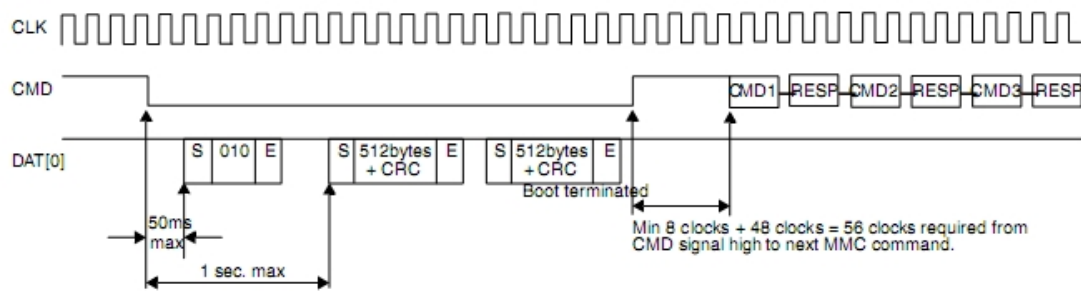 CLK
CMD
CMD1 RESP CMD2 RESP CMD3 RESP
DAT[0]
S 010 E S 512bytes + CRC E S 512bytes + CRC E
Boot terminated
50ms
max
Min 8 clocks + 48 clocks = 56 clocks required from
CMD signal high to next MMC command.
1 sec. max